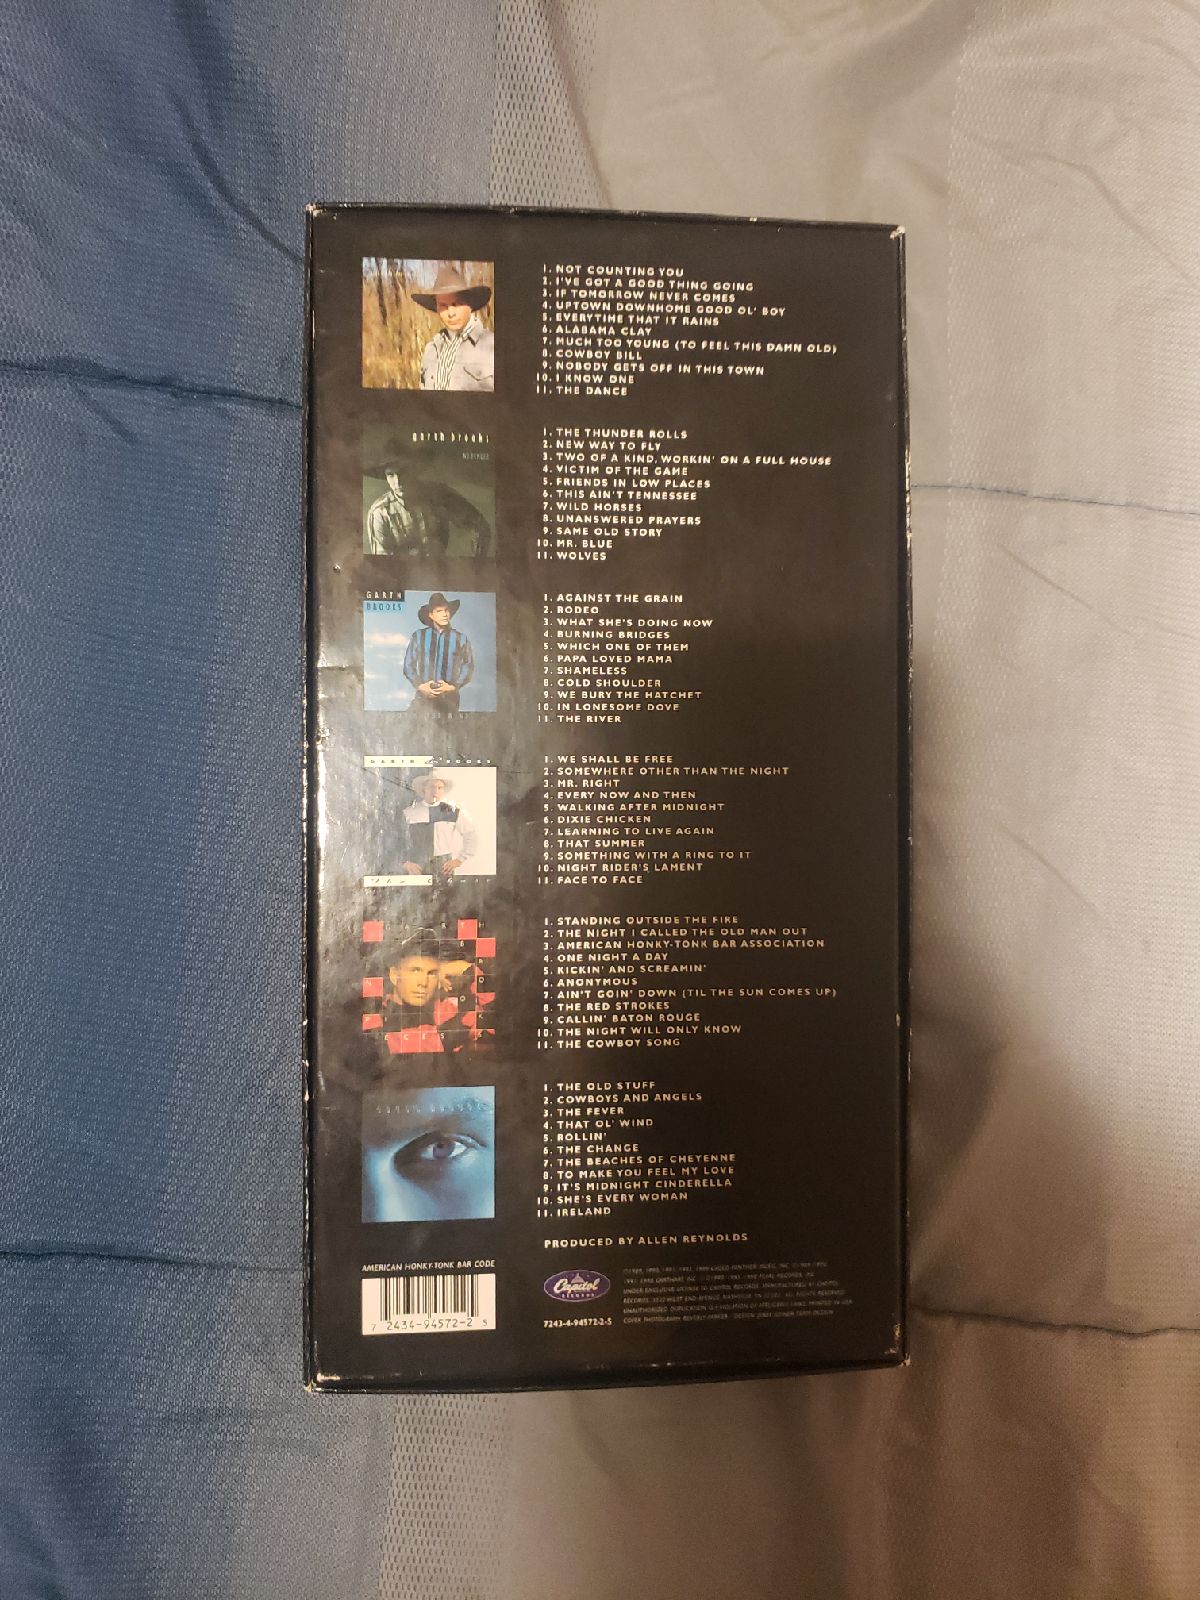 1. NOT COUNTING YOU
2. I'VE GOT A GOOD THING GOING
3. IF TOMORROW NEVER COMES
4. UPTOWN DOWNHOME GOOD OL' BOY
5. EVERYTIME THAT IT RAINS
6. ALABAMA CLAY
7. MUCH TOO YOUNG (TO FEEL THIS DAMN OLD)
8. COWBOY BILL
9. NOBODY GETS OFF IN THIS TOWN
10. I KNOW ONE
11. THE DANCE
garth brooks
1. THE THUNDER ROLLS
2. NEW WAY TO FLY
3. TWO OF A KIND, WORKIN' ON A FULL HOUSE
4. VICTIM OF THE GAME
5. FRIENDS IN LOW PLACES
6. THIS AIN'T TENNESSEE
7. WILD HORSES
8. UNANSWERED PRAYERS
9. SAME OLD STORY
10. MR. BLUE
11. WOLVES
GARTH
BROOKS
1. AGAINST THE GRAIN
2. RODEO
3. WHAT SHE'S DOING NOW
4. BURNING BRIDGES
5. WHICH ONE OF THEM
6. PAPA LOVED MAMA
7. SHAMELESS
8. COLD SHOULDER
9. WE BURY THE HATCHET
10. IN LONESOME DOVE
11. THE RIVER
GARTH BROOKS
1. WE SHALL BE FREE
2. SOMEWHERE OTHER THAN THE NIGHT
3. MR. RIGHT
4. EVERY NOW AND THEN
5. WALKING AFTER MIDNIGHT
6. DIXIE CHICKEN
7. LEARNING TO LIVE AGAIN
8. THAT SUMMER
9. SOMETHING WITH A RING TO IT
10. NIGHT RIDER'S LAMENT
11. FACE TO FACE
1. STANDING OUTSIDE THE FIRE
2. THE NIGHT I CALLED THE OLD MAN OUT
3. AMERICAN HONKY-TONK BAR ASSOCIATION
4. ONE NIGHT A DAY
5. KICKIN' AND SCREAMIN'
6. ANONYMOUS
7. AIN'T GOIN' DOWN (TIL THE SUN COMES UP)
8. THE RED STROKES
9. CALLIN' BATON ROUGE
10. THE NIGHT WILL ONLY KNOW
11. THE COWBOY SONG
1. THE OLD STUFF
2. COWBOYS AND ANGELS
3. THE FEVER
4. THAT OL' WIND
5. ROLLIN'
6. THE CHANGE
7. THE BEACHES OF CHEYENNE
8. TO MAKE YOU FEEL MY LOVE
9. IT'S MIDNIGHT CINDERELLA
10. SHE'S EVERY WOMAN
11. IRELAND
PRODUCED BY ALLEN REYNOLDS
AMERICAN HONKY-TONK BAR CODE
7 2434-94572-2 5
Capitol
RECORDS
7243-4-94572-2-5